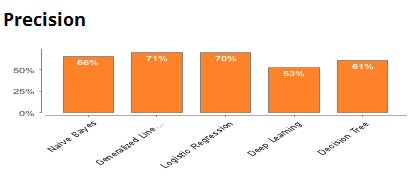 Precision
66%
71%
70%
53%
61%
50%
25%
0%
Naive Bayes
Generalized Line...
Logistic Regression
Deep Learning
Decision Tree